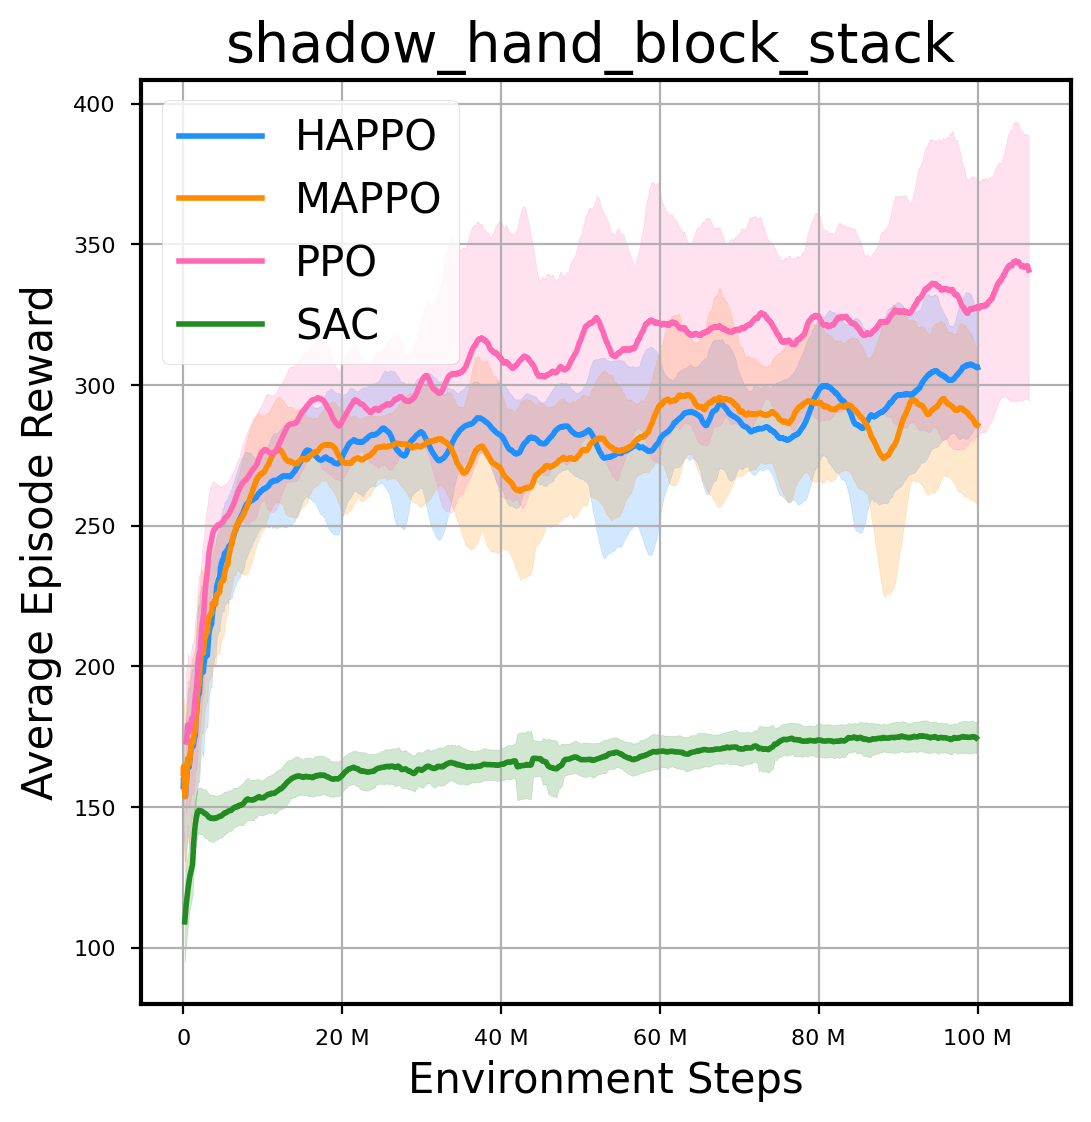 shadow_hand_block_stack
HAPPO
MAPPO
PPO
SAC
Average Episode Reward
400
350
300
250
200
150
100
0
20 M
40 M
60 M
80 M
100 M
Environment Steps